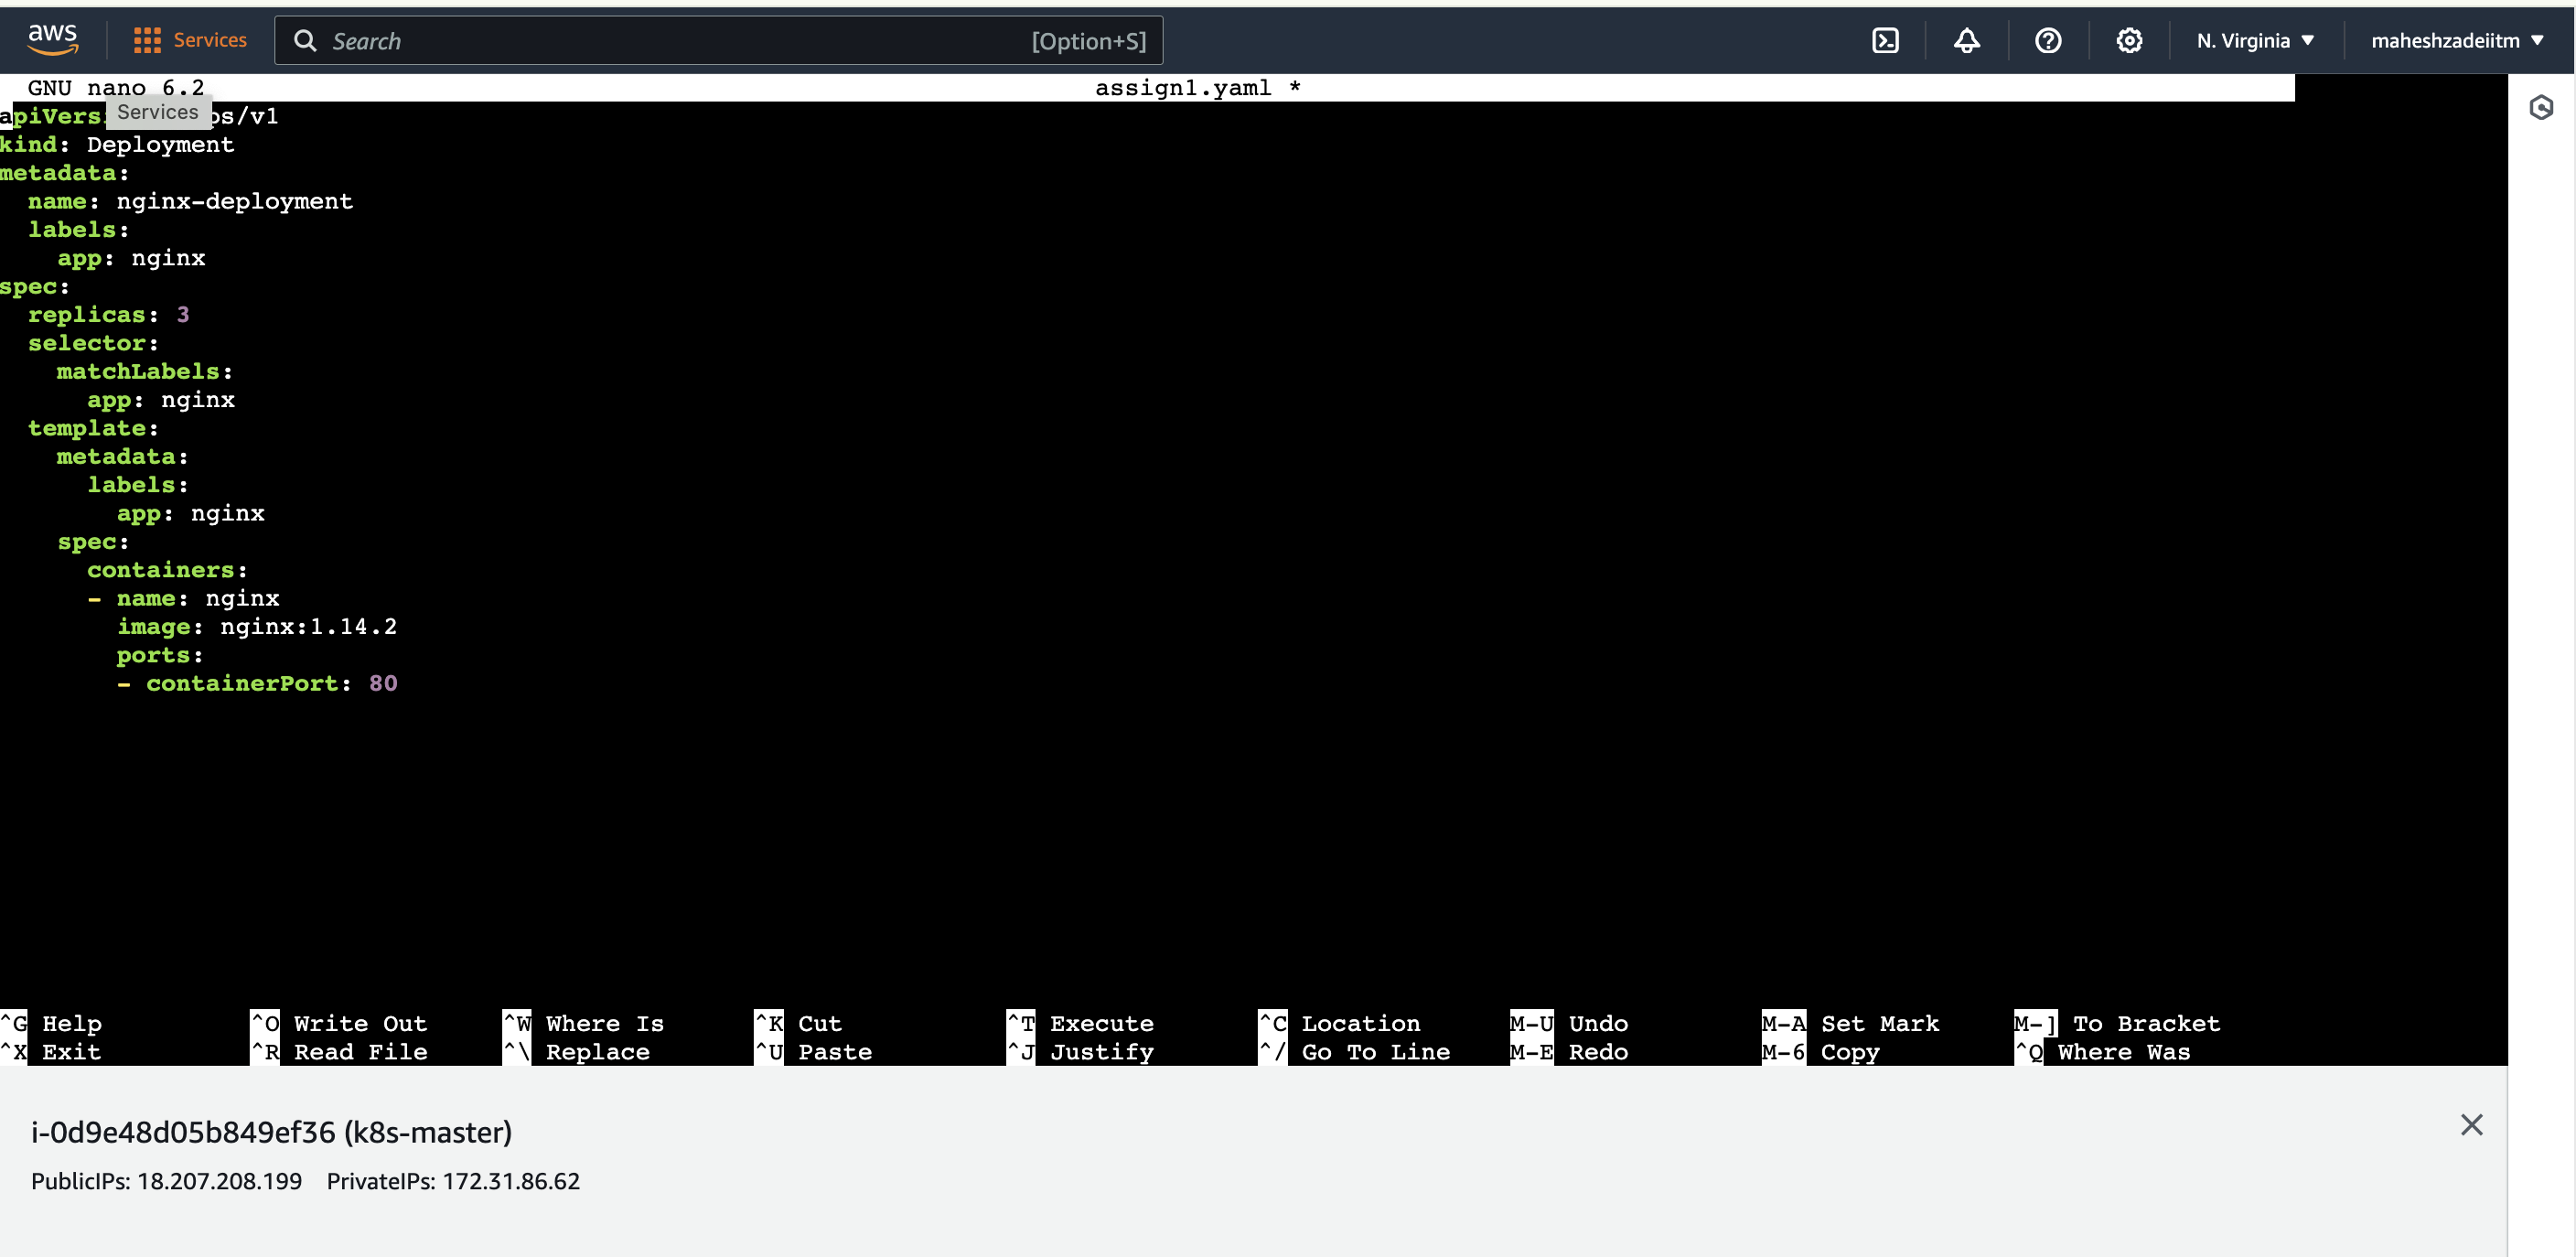 aws Services Search [Option+S] N. Virginia maheshzadeiitm
GNU nano 6.2 assign1.yaml *
Services
apiVers ps/v1
kind: Deployment
metadata:
  name: nginx-deployment
  labels:
    app: nginx
spec:
  replicas: 3
  selector:
    matchLabels:
      app: nginx
  template:
    metadata:
      labels:
        app: nginx
    spec:
      containers:
      - name: nginx
        image: nginx:1.14.2
        ports:
        - containerPort: 80
^G Help ^O Write Out ^W Where Is ^K Cut ^T Execute ^C Location M-U Undo M-A Set Mark M-] To Bracket
^X Exit ^R Read File ^\ Replace ^U Paste ^J Justify ^/ Go To Line M-E Redo M-6 Copy ^Q Where Was
i-0d9e48d05b849ef36 (k8s-master)
PublicIPs: 18.207.208.199 PrivateIPs: 172.31.86.62